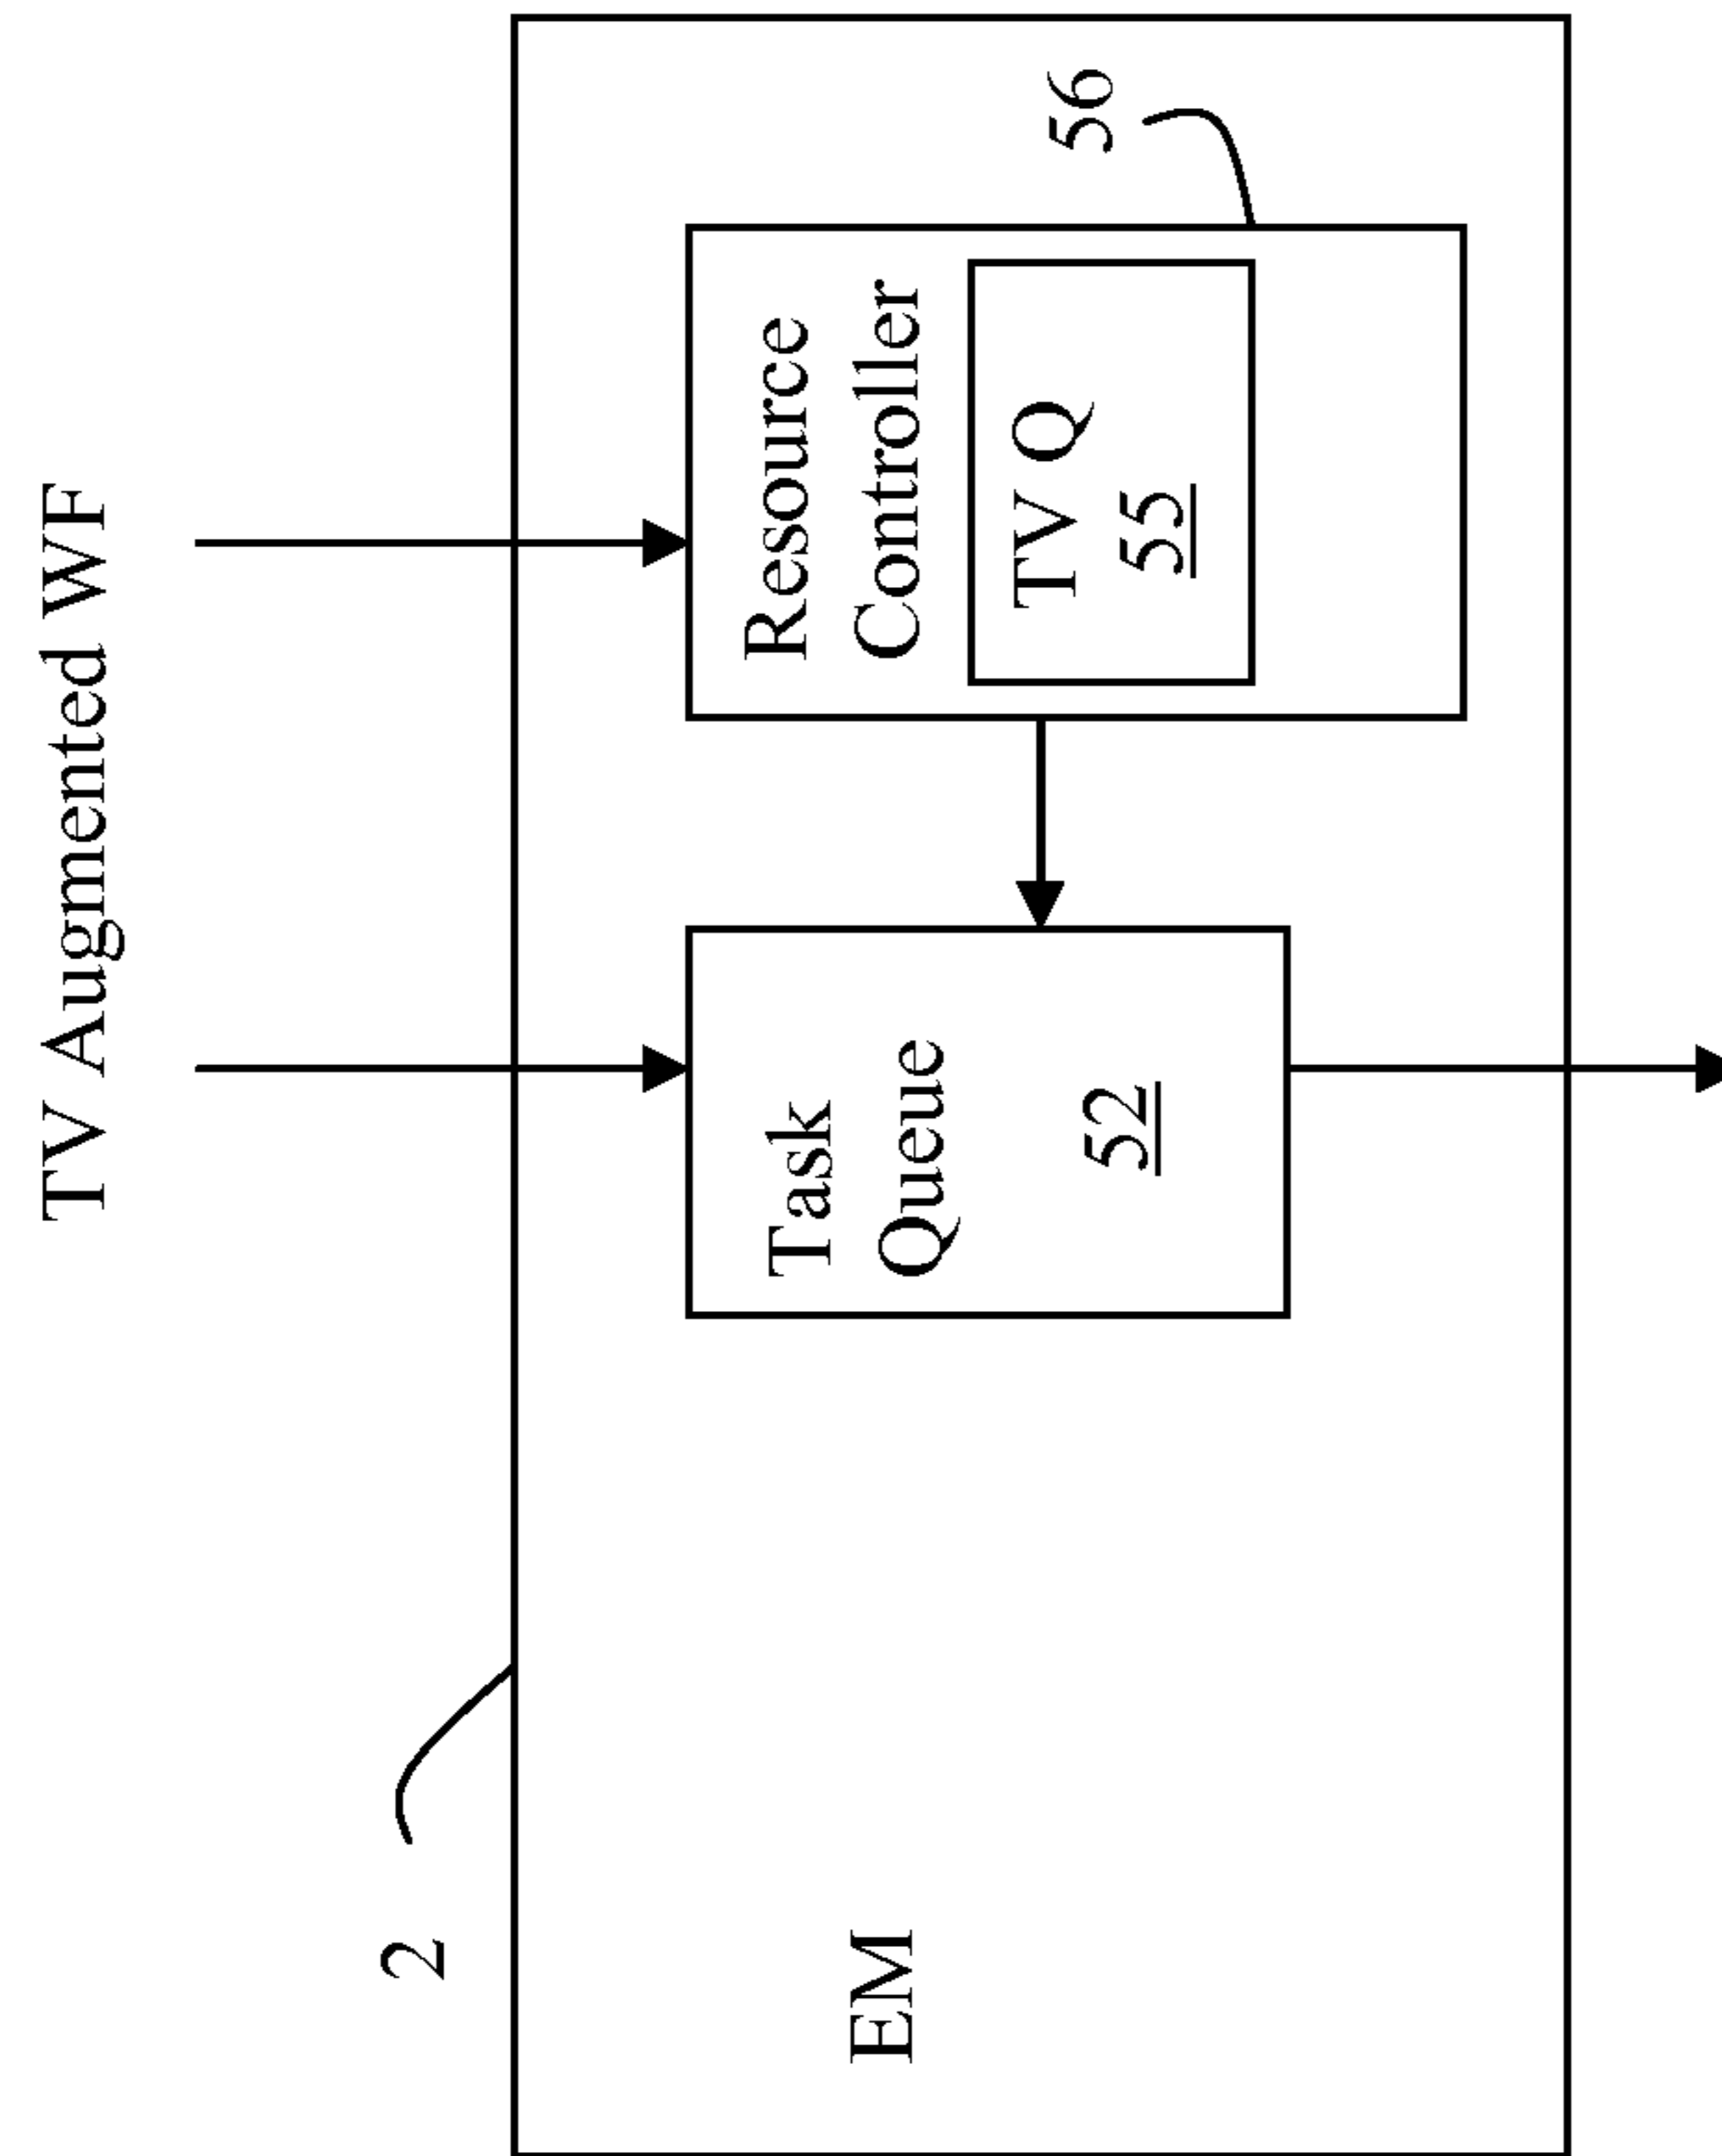 TV Augmented WF
2
EM
Task
Queue
52
Resource
Controller
TV Q
55
56